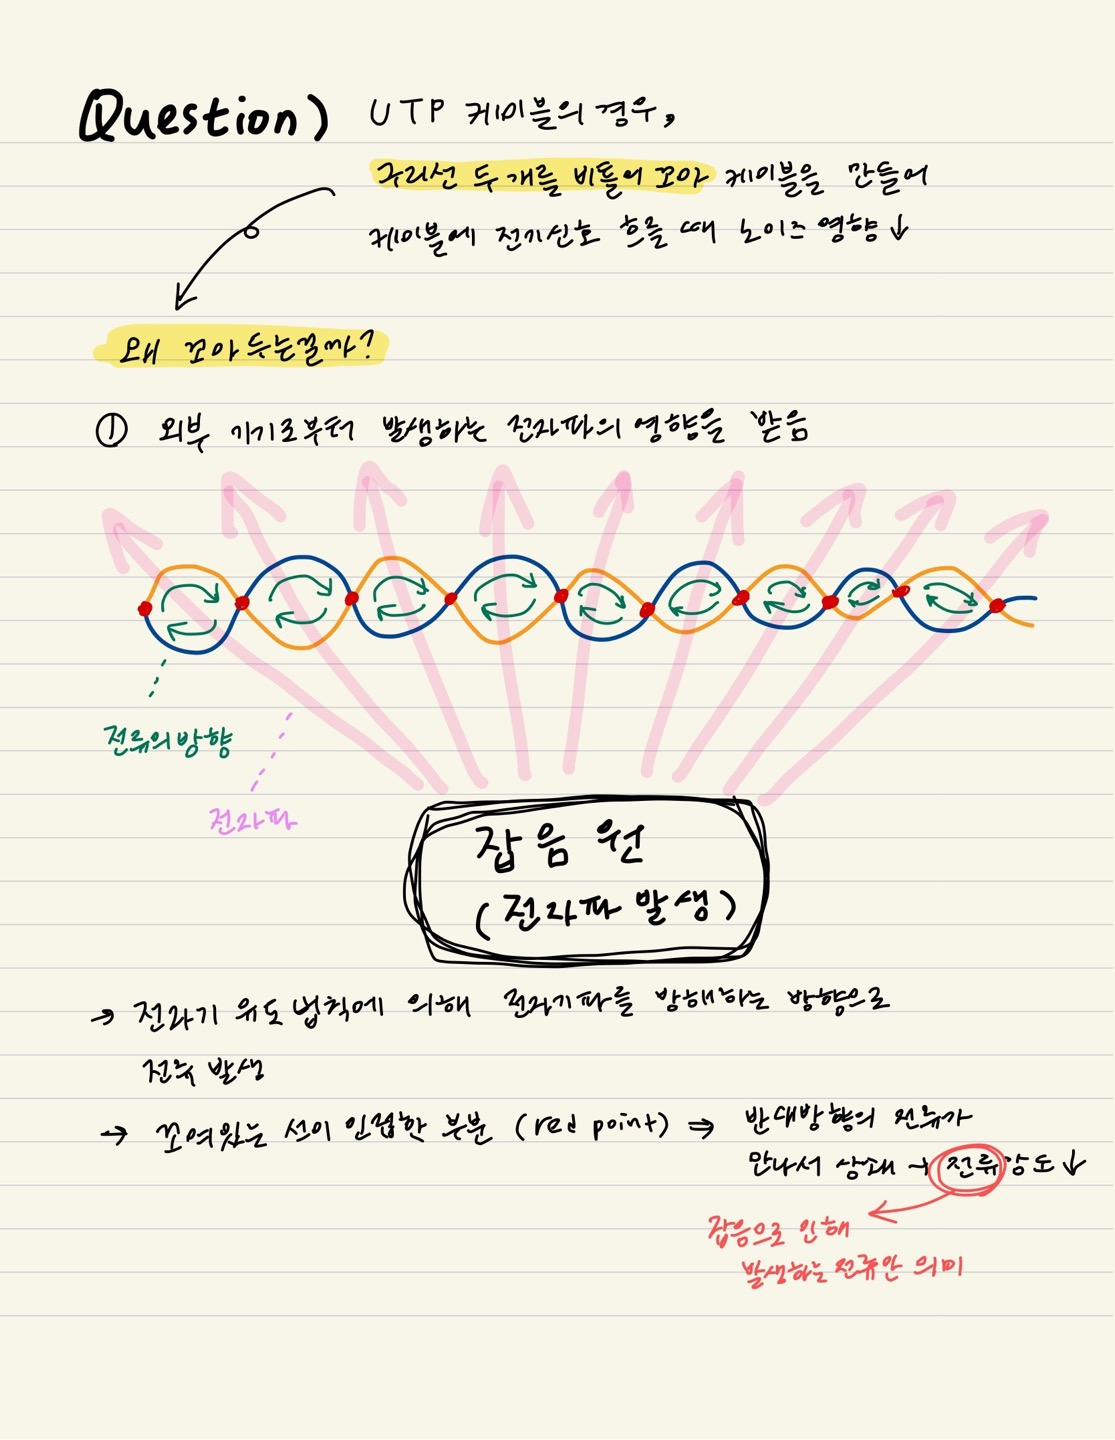 Question) UTP 케이블의 경우,
구리선 두 개를 비틀어 꼬아 케이블을 만들어
케이블에 전기신호 흐를 때 노이즈 영향↓
왜 꼬아두는걸까?
① 외부 기기로부터 발생하는 전자파의 영향을 받음
전류의 방향
전자파
잡음원
(전자파 발생)
→ 전자기 유도 법칙에 의해 전자기파를 방해하는 방향으로
전류 발생
→ 꼬여있는 선이 인접한 부분 (red point) ⇒ 반대방향의 전류가
만나서 상쇄 → 전류강도↓
잡음으로 인해
발생하는 전류만 의미